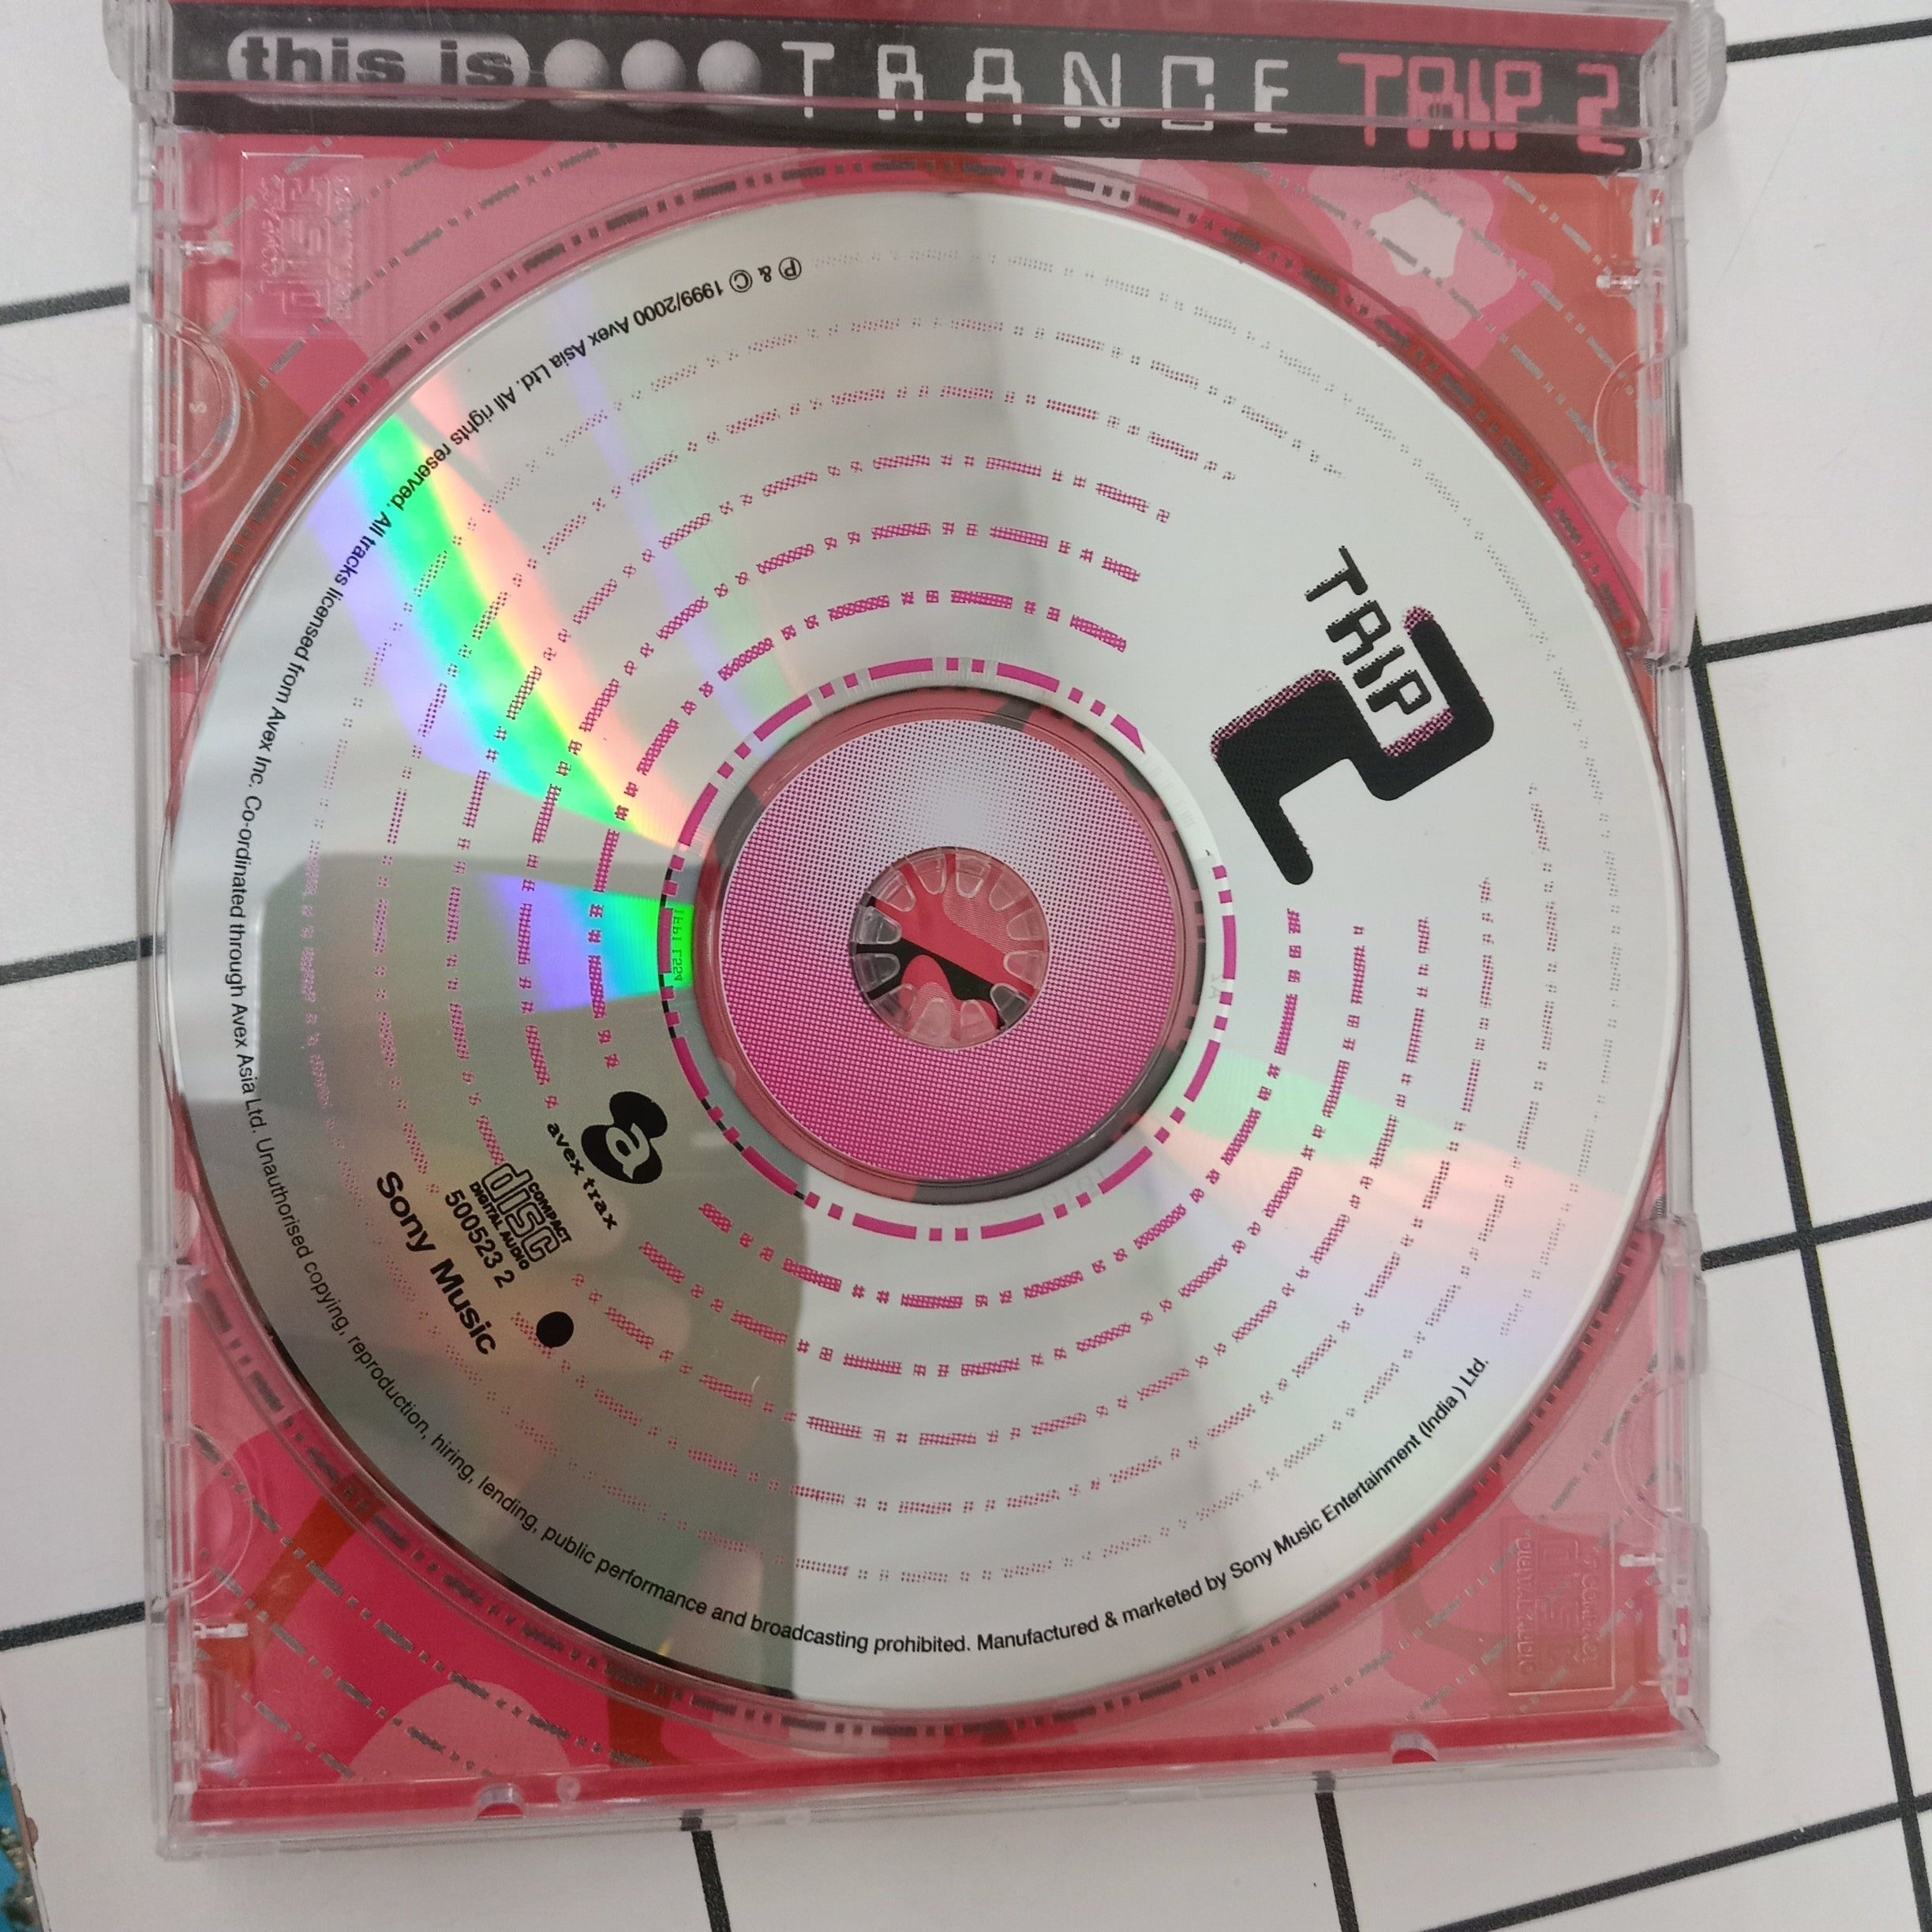 this is TRANCE TRIP 2
TRIP 2
℗ & © 1999/2000 Avex Asia Ltd. All rights reserved. All tracks licensed from Avex Inc. Co-ordinated through Avex Asia Ltd. Unauthorised copying, reproduction, hiring, lending, public performance and broadcasting prohibited. Manufactured & marketed by Sony Music Entertainment (India ) Ltd.
a
avex trax
COMPACT
disc
DIGITAL AUDIO
500523 2
Sony Music